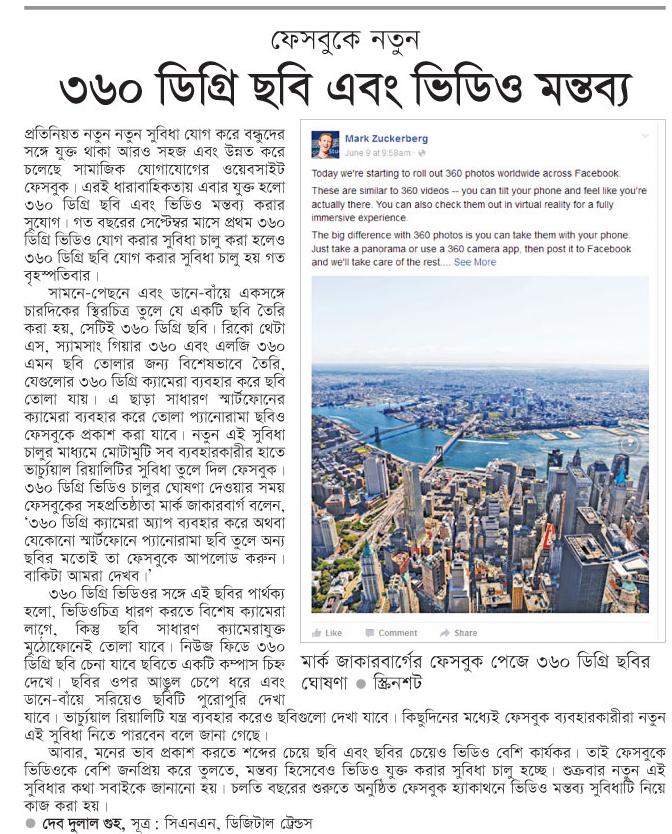 ফেসবুকে নতুন
৩৬০ ডিগ্রি ছবি এবং ভিডিও মন্তব্য
প্রতিনিয়ত নতুন নতুন সুবিধা যোগ করে বন্ধুদের
সঙ্গে যুক্ত থাকা আরও সহজ এবং উন্নত করে
চলেছে সামাজিক যোগাযোগের ওয়েবসাইট
ফেসবুক। এরই ধারাবাহিকতায় এবার যুক্ত হলো
৩৬০ ডিগ্রি ছবি এবং ভিডিও মন্তব্য করার
সুযোগ। গত বছরের সেপ্টেম্বর মাসে প্রথম ৩৬০
ডিগ্রি ভিডিও যোগ করার সুবিধা চালু করা হলেও
৩৬০ ডিগ্রি ছবি যোগ করার সুবিধা চালু হয় গত
বৃহস্পতিবার।
সামনে-পেছনে এবং ডানে-বাঁয়ে একসঙ্গে
চারদিকের স্থিরচিত্র তুলে যে একটি ছবি তৈরি
করা হয়, সেটিই ৩৬০ ডিগ্রি ছবি। রিকো থেটা
এস, স্যামসাং গিয়ার ৩৬০ এবং এলজি ৩৬০
এমন ছবি তোলার জন্য বিশেষভাবে তৈরি,
যেগুলোর ৩৬০ ডিগ্রি ক্যামেরা ব্যবহার করে ছবি
তোলা যায়। এ ছাড়া সাধারণ স্মার্টফোনের
ক্যামেরা ব্যবহার করে তোলা প্যানোরামা ছবিও
ফেসবুকে প্রকাশ করা যাবে। নতুন এই সুবিধা
চালুর মাধ্যমে মোটামুটি সব ব্যবহারকারীর হাতে
ভার্চ্যুয়াল রিয়ালিটির সুবিধা তুলে দিল ফেসবুক।
৩৬০ ডিগ্রি ভিডিও চালুর ঘোষণা দেওয়ার সময়
ফেসবুকের সহপ্রতিষ্ঠাতা মার্ক জাকারবার্গ বলেন,
‘৩৬০ ডিগ্রি ক্যামেরা অ্যাপ ব্যবহার করে অথবা
যেকোনো স্মার্টফোনে প্যানোরামা ছবি তুলে অন্য
ছবির মতোই তা ফেসবুকে আপলোড করুন।
বাকিটা আমরা দেখব।’
৩৬০ ডিগ্রি ভিডিওর সঙ্গে এই ছবির পার্থক্য
হলো, ভিডিওচিত্র ধারণ করতে বিশেষ ক্যামেরা
লাগে, কিন্তু ছবি সাধারণ ক্যামেরাযুক্ত
মুঠোফোনেই তোলা যাবে। নিউজ ফিডে ৩৬০
ডিগ্রি ছবি চেনা যাবে ছবিতে একটি কম্পাস চিহ্ন
দেখে। ছবির ওপর আঙুল চেপে ধরে এবং
ডানে-বাঁয়ে সরিয়েও ছবিটি পুরোপুরি দেখা
যাবে। ভার্চ্যুয়াল রিয়ালিটি যন্ত্র ব্যবহার করেও ছবিগুলো দেখা যাবে। কিছুদিনের মধ্যেই ফেসবুক ব্যবহারকারীরা নতুন
এই সুবিধা নিতে পারবেন বলে জানা গেছে।
আবার, মনের ভাব প্রকাশ করতে শব্দের চেয়ে ছবি এবং ছবির চেয়েও ভিডিও বেশি কার্যকর। তাই ফেসবুকে
ভিডিওকে বেশি জনপ্রিয় করে তুলতে, মন্তব্য হিসেবেও ভিডিও যুক্ত করার সুবিধা চালু হচ্ছে। শুক্রবার নতুন এই
সুবিধার কথা সবাইকে জানানো হয়। চলতি বছরের শুরুতে অনুষ্ঠিত ফেসবুক হ্যাকাথনে ভিডিও মন্তব্য সুবিধাটি নিয়ে
কাজ করা হয়।
● দেব দুলাল গুহ, সূত্র : সিএনএন, ডিজিটাল ট্রেন্ডস
Mark Zuckerberg
June 9 at 9:58am ·
Today we're starting to roll out 360 photos worldwide across Facebook.
These are similar to 360 videos -- you can tilt your phone and feel like you're
actually there. You can also check them out in virtual reality for a fully
immersive experience.
The big difference with 360 photos is you can take them with your phone.
Just take a panorama or use a 360 camera app, then post it to Facebook
and we'll take care of the rest.... See More
Like Comment Share
মার্ক জাকারবার্গের ফেসবুক পেজে ৩৬০ ডিগ্রি ছবির
ঘোষণা ● স্ক্রিনশট